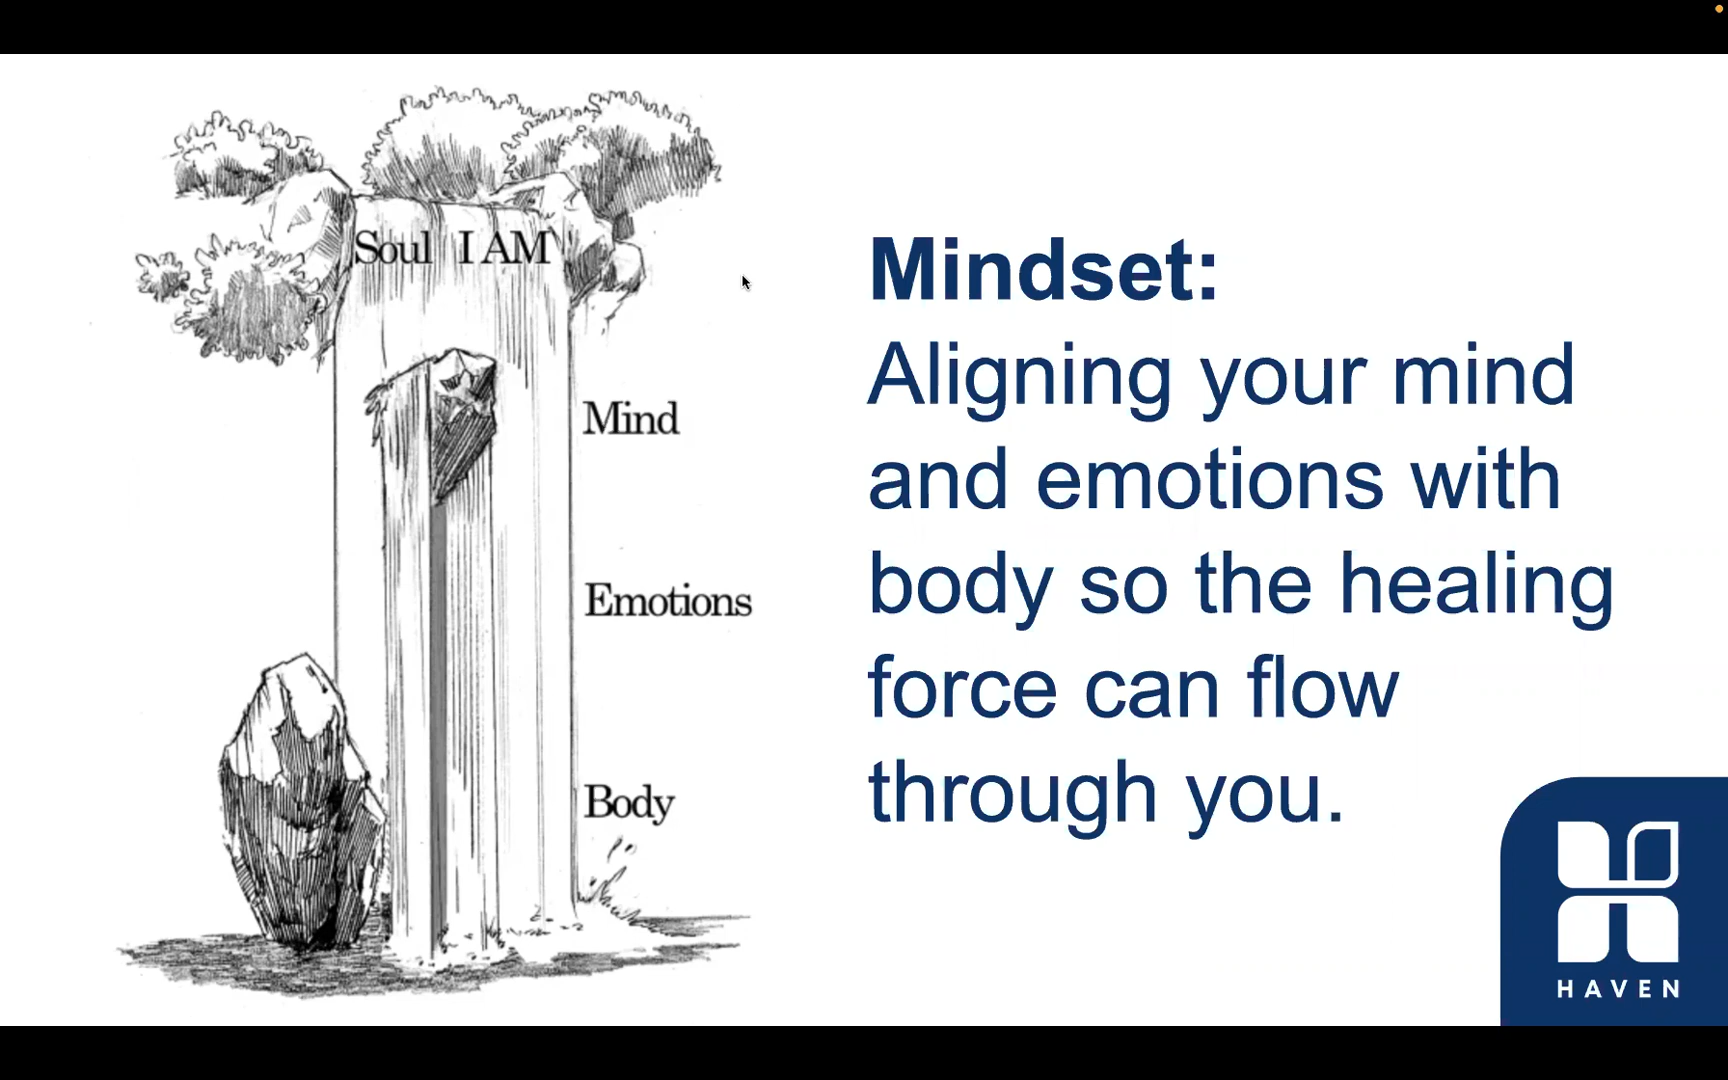 Soul I AM
Mind
Emotions
Body
Mindset:
Aligning your mind
and emotions with
body so the healing
force can flow
through you.
HAVEN